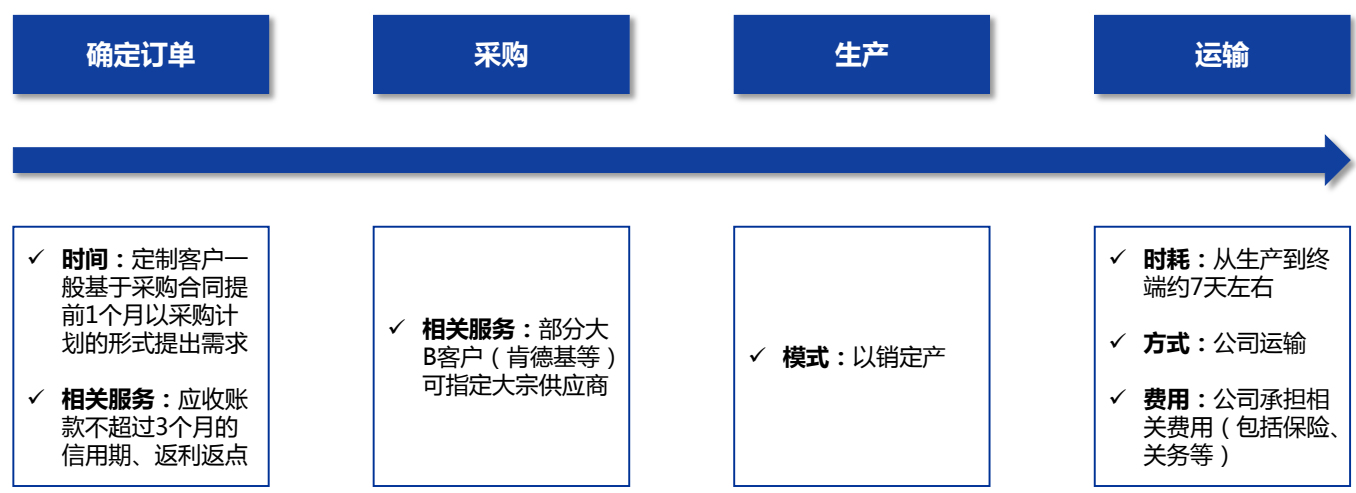 确定订单
采购
生产
运输
✓ 时间：定制客户一
般基于采购合同提
前1个月以采购计
划的形式提出需求
✓ 相关服务：应收账
款不超过3个月的
信用期、返利返点
✓ 相关服务：部分大
B客户（肯德基等）
可指定大宗供应商
✓ 模式：以销定产
✓ 时耗：从生产到终
端约7天左右
✓ 方式：公司运输
✓ 费用：公司承担相
关费用（包括保险、
关务等）